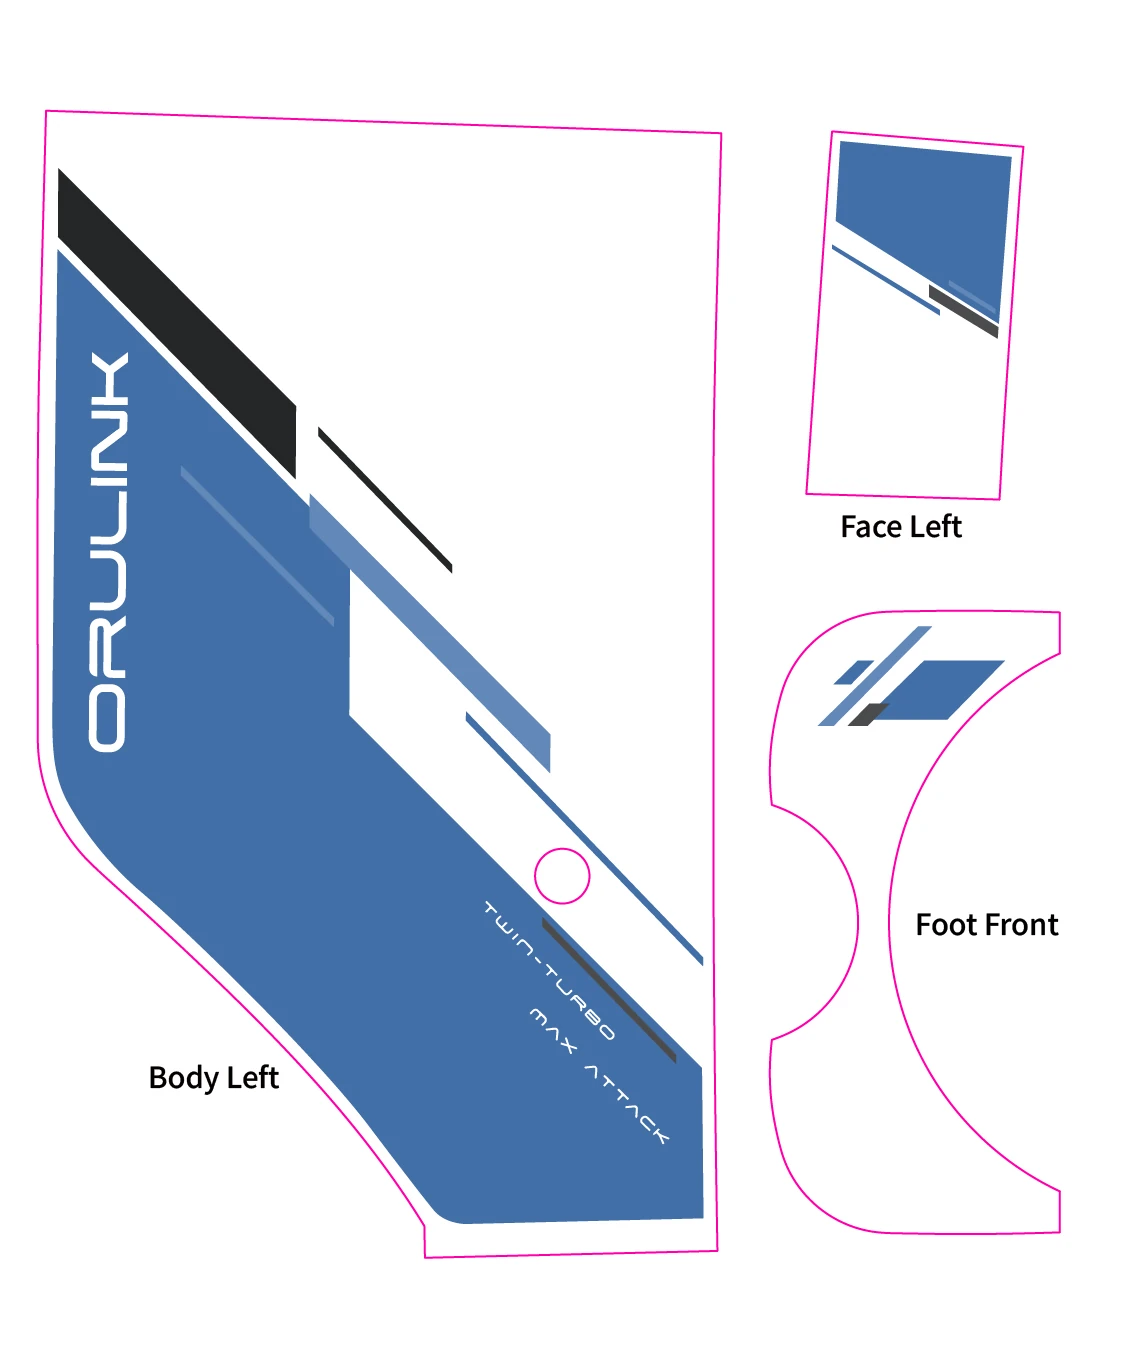 ORULINK
Face Left
TWIN-TURBO
MAX ATTACK
Foot Front
Body Left